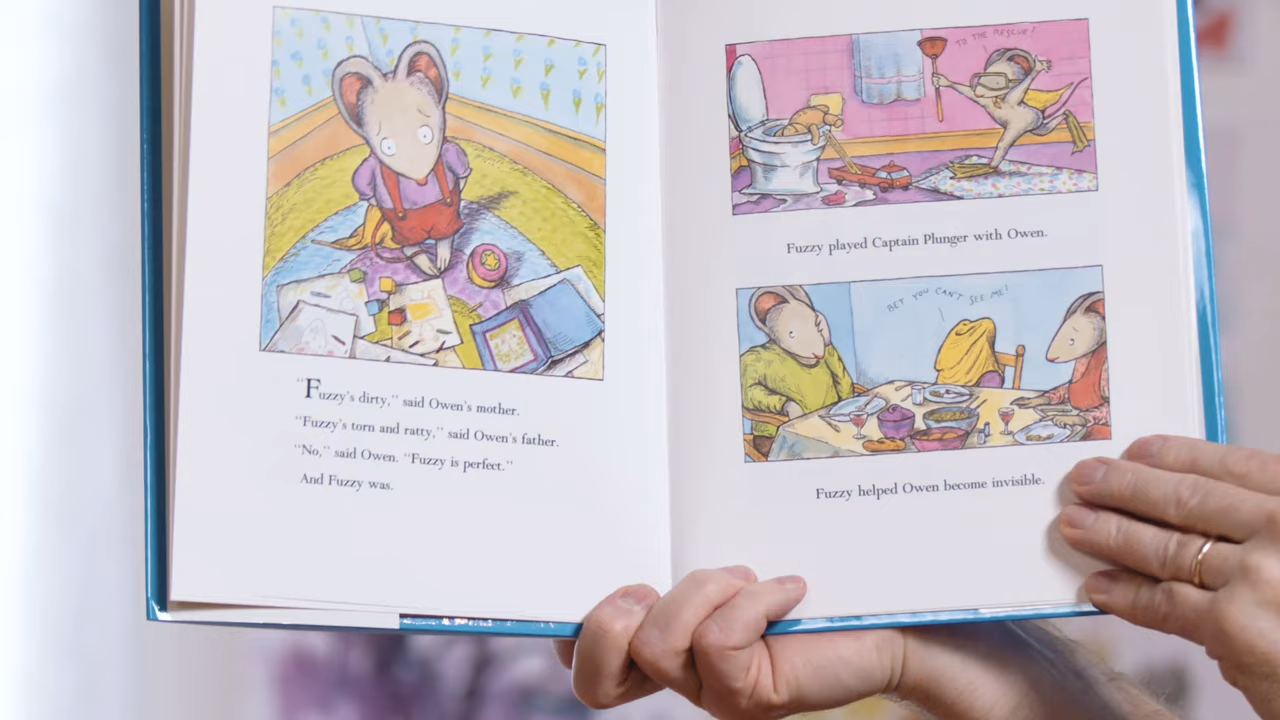 "Fuzzy's dirty," said Owen's mother.
"Fuzzy's torn and ratty," said Owen's father.
"No," said Owen. "Fuzzy is perfect."
And Fuzzy was.
TO THE RESCUE!
Fuzzy played Captain Plunger with Owen.
BET YOU CAN'T SEE ME!
Fuzzy helped Owen become invisible.